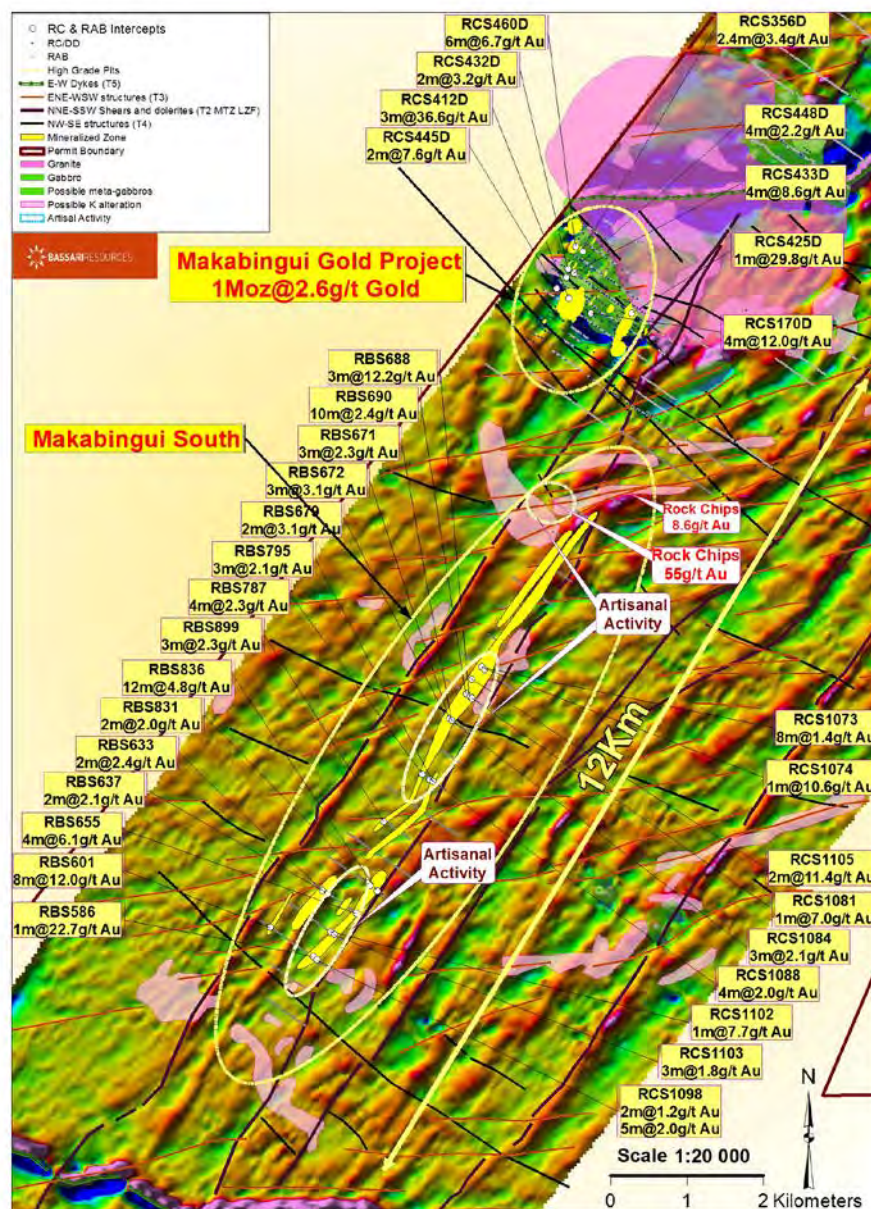 RC & RAB Intercepts
RC/DD
RAB
High Grade Pits
E-W Dykes (T5)
ENE-WSW structures (T3)
NNE-SSW Shears and dolerites (T2 MTZ LZF)
NW-SE structures (T4)
Mineralized Zone
Permit Boundary
Granite
Gabbro
Possible meta-gabbros
Possible K alteration
Artisal Activity
BASSARI RESOURCES
RCS460D
6m@6.7g/t Au
RCS432D
2m@3.2g/t Au
RCS412D
3m@36.6g/t Au
RCS445D
2m@7.6g/t Au
RCS356D
2.4m@3.4g/t Au
RCS448D
4m@2.2g/t Au
RCS433D
4m@8.6g/t Au
RCS425D
1m@29.8g/t Au
RCS170D
4m@12.0g/t Au
Makabingui Gold Project
1Moz@2.6g/t Gold
RBS688
3m@12.2g/t Au
RBS690
10m@2.4g/t Au
RBS671
3m@2.3g/t Au
RBS672
3m@3.1g/t Au
RBS679
2m@3.1g/t Au
RBS795
3m@2.1g/t Au
RBS787
4m@2.3g/t Au
RBS899
3m@2.3g/t Au
RBS836
12m@4.8g/t Au
RBS831
2m@2.0g/t Au
RBS633
2m@2.4g/t Au
RBS637
2m@2.1g/t Au
RBS655
4m@6.1g/t Au
RBS601
8m@12.0g/t Au
RBS586
1m@22.7g/t Au
Makabingui South
Rock Chips
8.6g/t Au
Rock Chips
55g/t Au
Artisanal
Activity
12Km
Artisanal
Activity
RCS1073
8m@1.4g/t Au
RCS1074
1m@10.6g/t Au
RCS1105
2m@11.4g/t Au
RCS1081
1m@7.0g/t Au
RCS1084
3m@2.1g/t Au
RCS1088
4m@2.0g/t Au
RCS1102
1m@7.7g/t Au
RCS1103
3m@1.8g/t Au
RCS1098
2m@1.2g/t Au
5m@2.0g/t Au
N
Scale 1:20 000
0 1 2 Kilometers